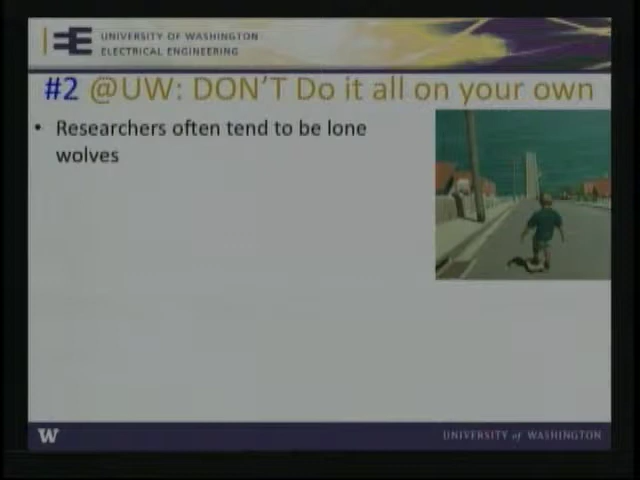 UNIVERSITY OF WASHINGTON
ELECTRICAL ENGINEERING
#2 @UW: DON'T Do it all on your own
• Researchers often tend to be lone
wolves
W
UNIVERSITY of WASHINGTON